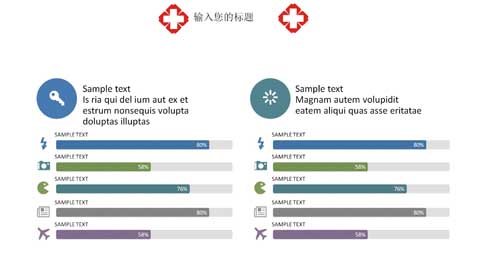 输入您的标题
Sample text
Is ria qui del ium aut ex et
estrum nonsequis volupta
doluptas illuptas
SAMPLE TEXT
80%
SAMPLE TEXT
58%
SAMPLE TEXT
76%
SAMPLE TEXT
80%
SAMPLE TEXT
58%
Sample text
Magnam autem volupidit
eatem aliqui quas asse eritatae
SAMPLE TEXT
80%
SAMPLE TEXT
58%
SAMPLE TEXT
76%
SAMPLE TEXT
80%
SAMPLE TEXT
58%